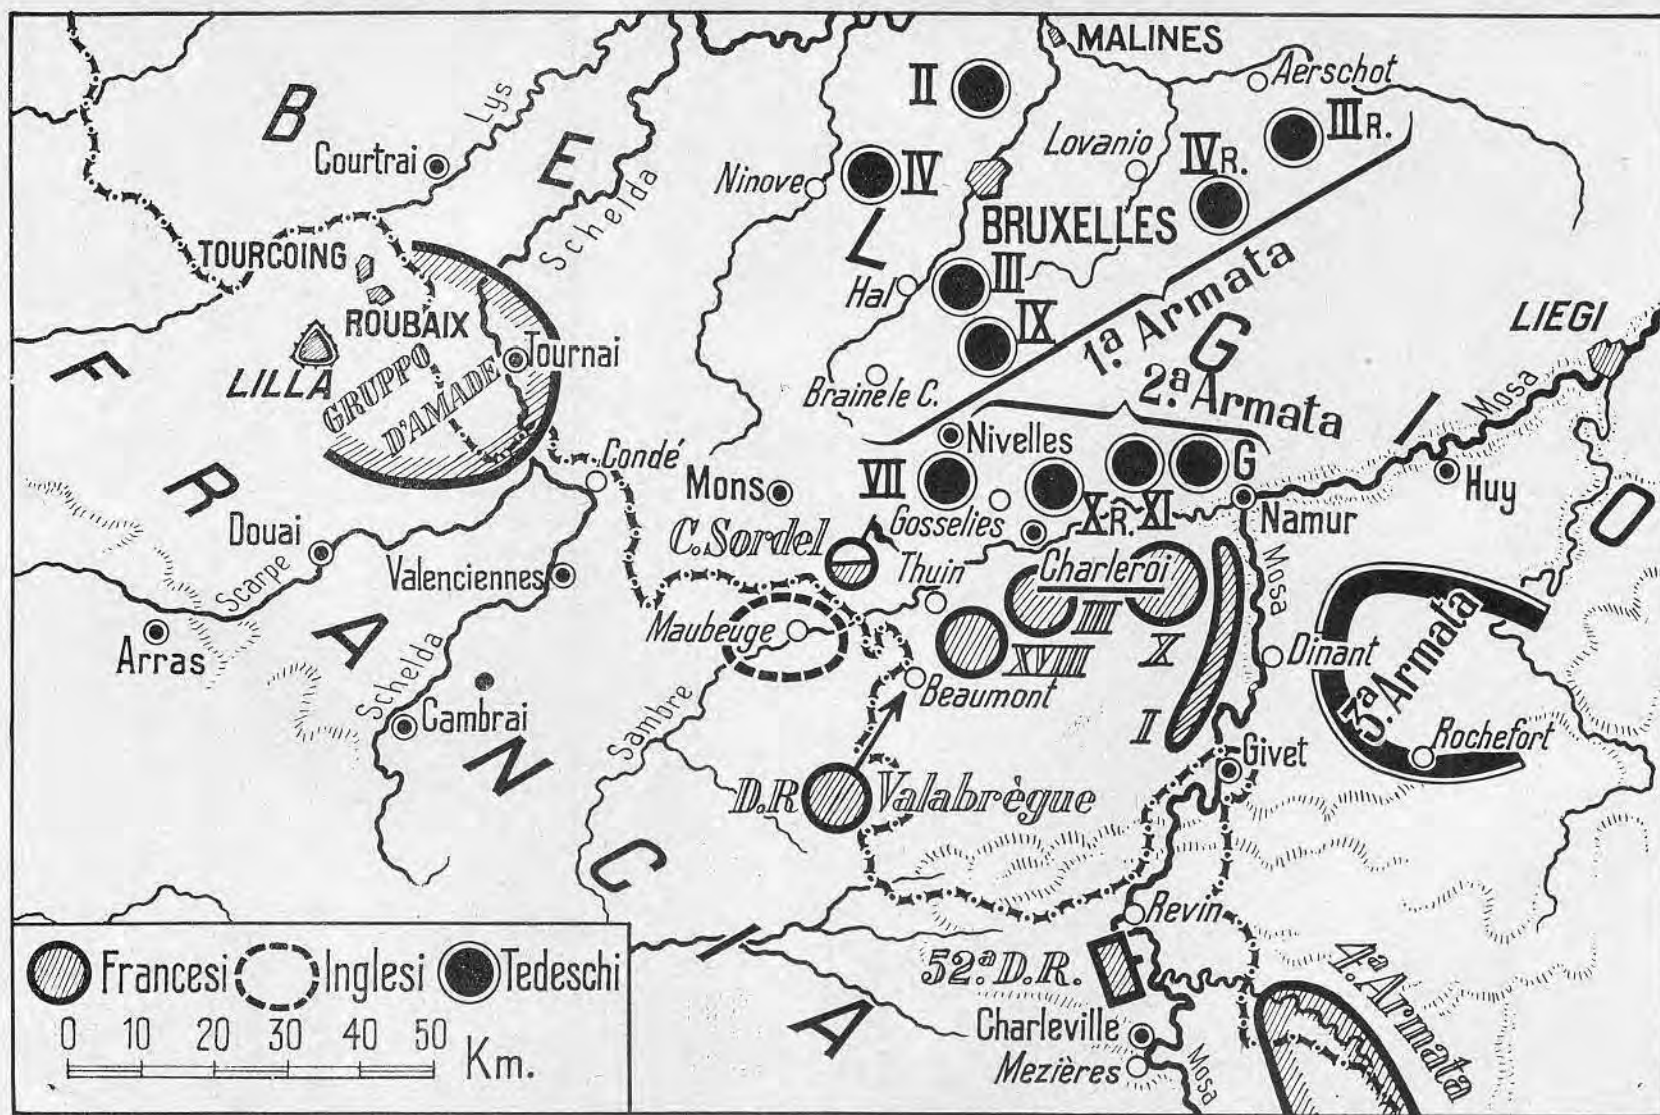 MALINES
Aerschot
II
III R.
Lys
B
Courtrai
E
Lovanio
IV R.
Ninove
IV
Schelda
L
BRUXELLES
TOURCOING
Hal
III
IX
1ª. Armata
LIEGI
ROUBAIX
Tournai
G
LILLA
GRUPPO
D'AMADE
Braine le C.
2ª. Armata
Mosa
F
I
Nivelles
Condé
Mons
VII
G
Huy
R
Gosselies
X R.
XI
Namur
O
Douai
C. Sordel
Scarpe
Valenciennes
Thuin
Charleroi
Mosa
A
Maubeuge
III
Arras
XVIII
X
Dinant
3ª. Armata
Schelda
Beaumont
Cambrai
Sambre
I
Rochefort
N
Givet
D.R
Valabrègue
C
Revin
I
52ª. D.R.
4ª. Armata
A
Charleville
Mezières
Mosa
Francesi
Inglesi
Tedeschi
0 10 20 30 40 50 Km.